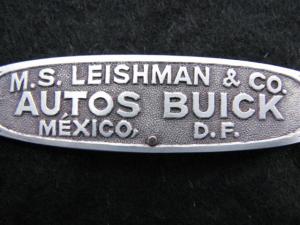 M.S. LEISHMAN & CO.
AUTOS BUICK
MÉXICO, D.F.